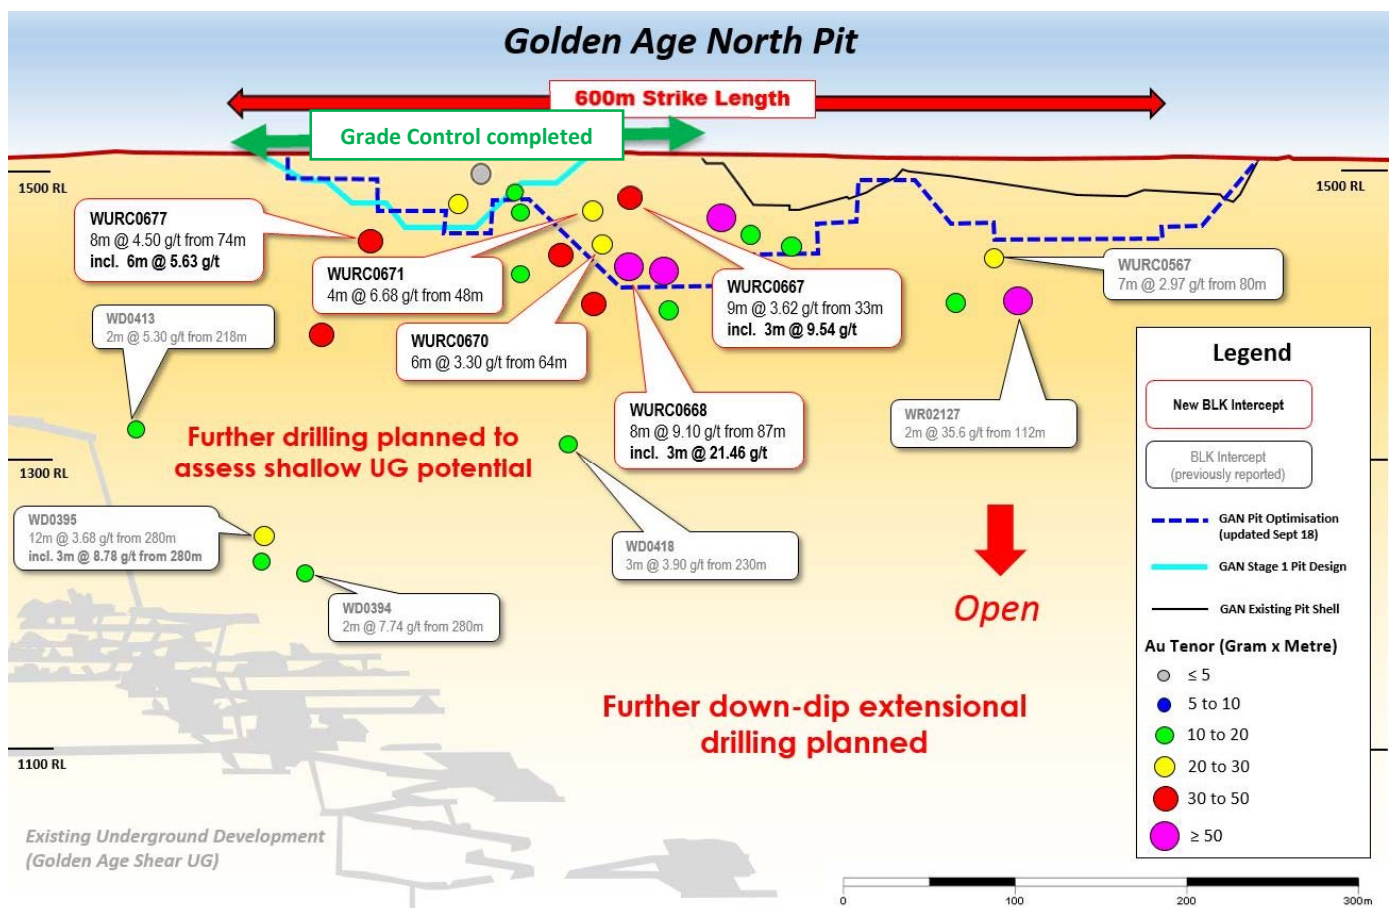 Golden Age North Pit
600m Strike Length
Grade Control completed
1500 RL
1500 RL
WURC0677
8m @ 4.50 g/t from 74m
incl. 6m @ 5.63 g/t
WURC0671
4m @ 6.68 g/t from 48m
WURC0670
6m @ 3.30 g/t from 64m
WURC0667
9m @ 3.62 g/t from 33m
incl. 3m @ 9.54 g/t
WURC0567
7m @ 2.97 g/t from 80m
WD0413
2m @ 5.30 g/t from 218m
WURC0668
8m @ 9.10 g/t from 87m
incl. 3m @ 21.46 g/t
WR02127
2m @ 35.6 g/t from 112m
Further drilling planned to
assess shallow UG potential
1300 RL
WD0395
12m @ 3.68 g/t from 280m
incl. 3m @ 8.78 g/t from 280m
WD0418
3m @ 3.90 g/t from 230m
WD0394
2m @ 7.74 g/t from 280m
Open
Further down-dip extensional
drilling planned
1100 RL
Existing Underground Development
(Golden Age Shear UG)
Legend
New BLK Intercept
BLK Intercept
(previously reported)
GAN Pit Optimisation
(updated Sept 18)
GAN Stage 1 Pit Design
GAN Existing Pit Shell
Au Tenor (Gram x Metre)
≤ 5
5 to 10
10 to 20
20 to 30
30 to 50
≥ 50
0 100 200 300m